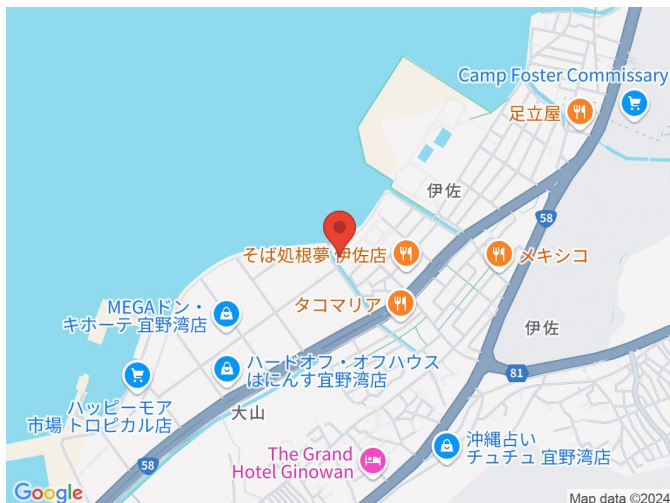 Camp Foster Commissary
足立屋
伊佐
58
そば処根夢 伊佐店
メキシコ
MEGAドン・
キホーテ 宜野湾店
タコマリア
伊佐
ハードオフ・オフハウス
はにんす宜野湾店
81
ハッピーモア
市場 トロピカル店
大山
沖縄占い
チュチュ 宜野湾店
The Grand
Hotel Ginowan
58
Google
Map data ©2024